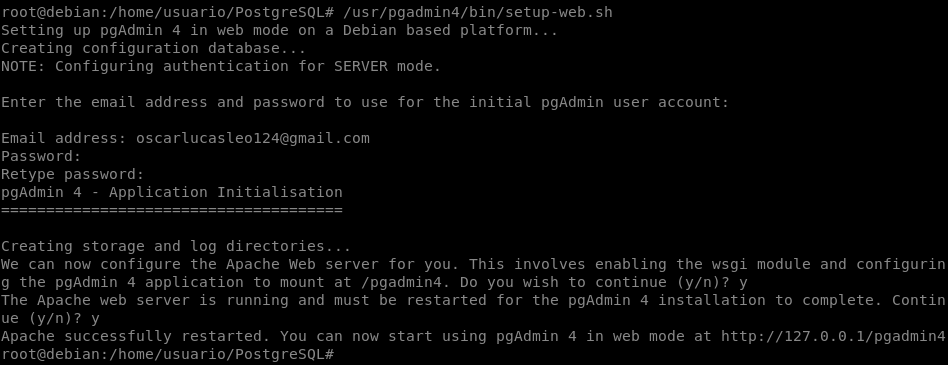 root@debian:/home/usuario/PostgreSQL# /usr/pgadmin4/bin/setup-web.sh
Setting up pgAdmin 4 in web mode on a Debian based platform...
Creating configuration database...
NOTE: Configuring authentication for SERVER mode.
Enter the email address and password to use for the initial pgAdmin user account:
Email address: oscarlucasleo124@gmail.com
Password:
Retype password:
pgAdmin 4 - Application Initialisation
======================================
Creating storage and log directories...
We can now configure the Apache Web server for you. This involves enabling the wsgi module and configurin
g the pgAdmin 4 application to mount at /pgadmin4. Do you wish to continue (y/n)? y
The Apache web server is running and must be restarted for the pgAdmin 4 installation to complete. Contin
ue (y/n)? y
Apache successfully restarted. You can now start using pgAdmin 4 in web mode at http://127.0.0.1/pgadmin4
root@debian:/home/usuario/PostgreSQL#